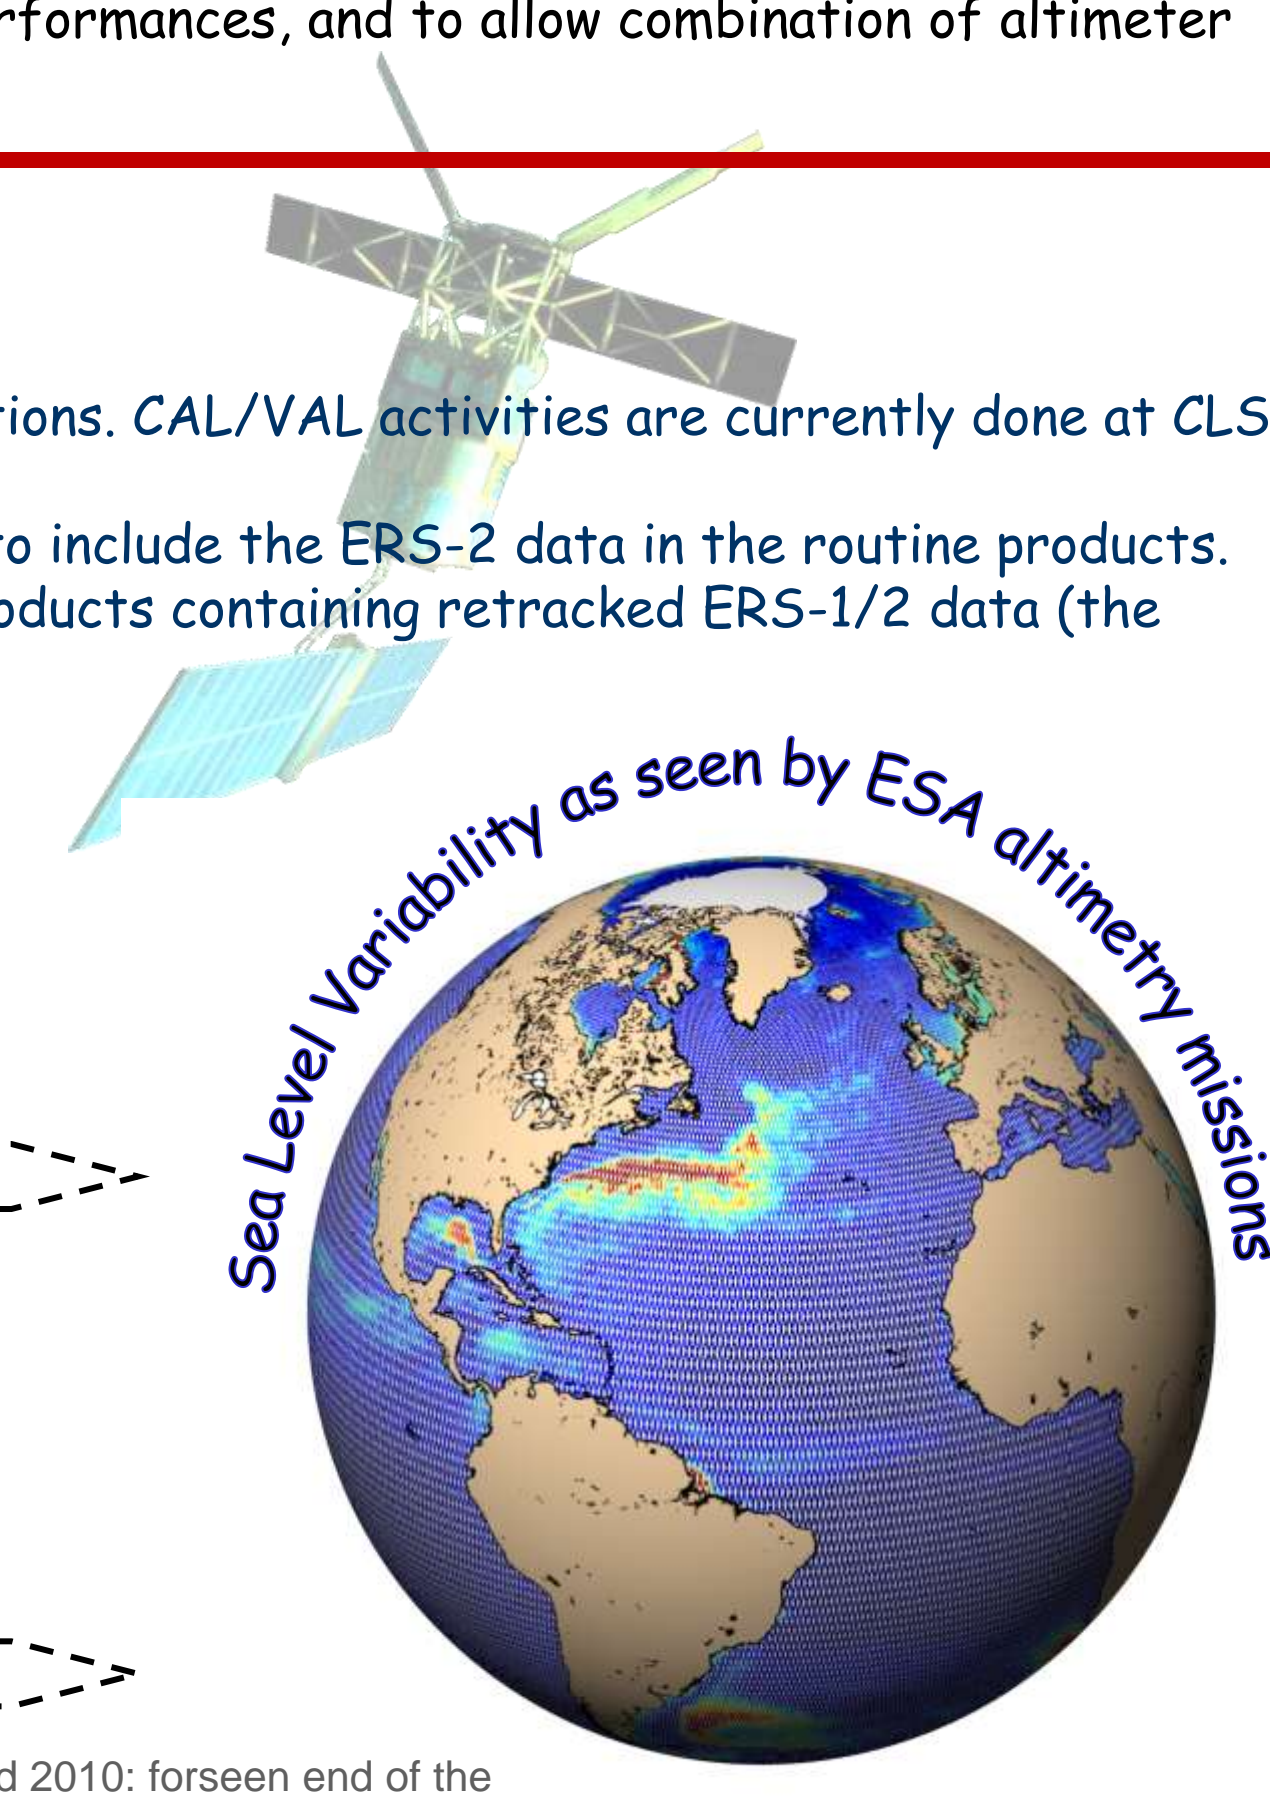 rformances, and to allow combination of altimeter
tions. CAL/VAL activities are currently done at CLS
to include the ERS-2 data in the routine products.
oducts containing retracked ERS-1/2 data (the
Sea Level Variability as seen by ESA altimetry missions
d 2010: forseen end of the